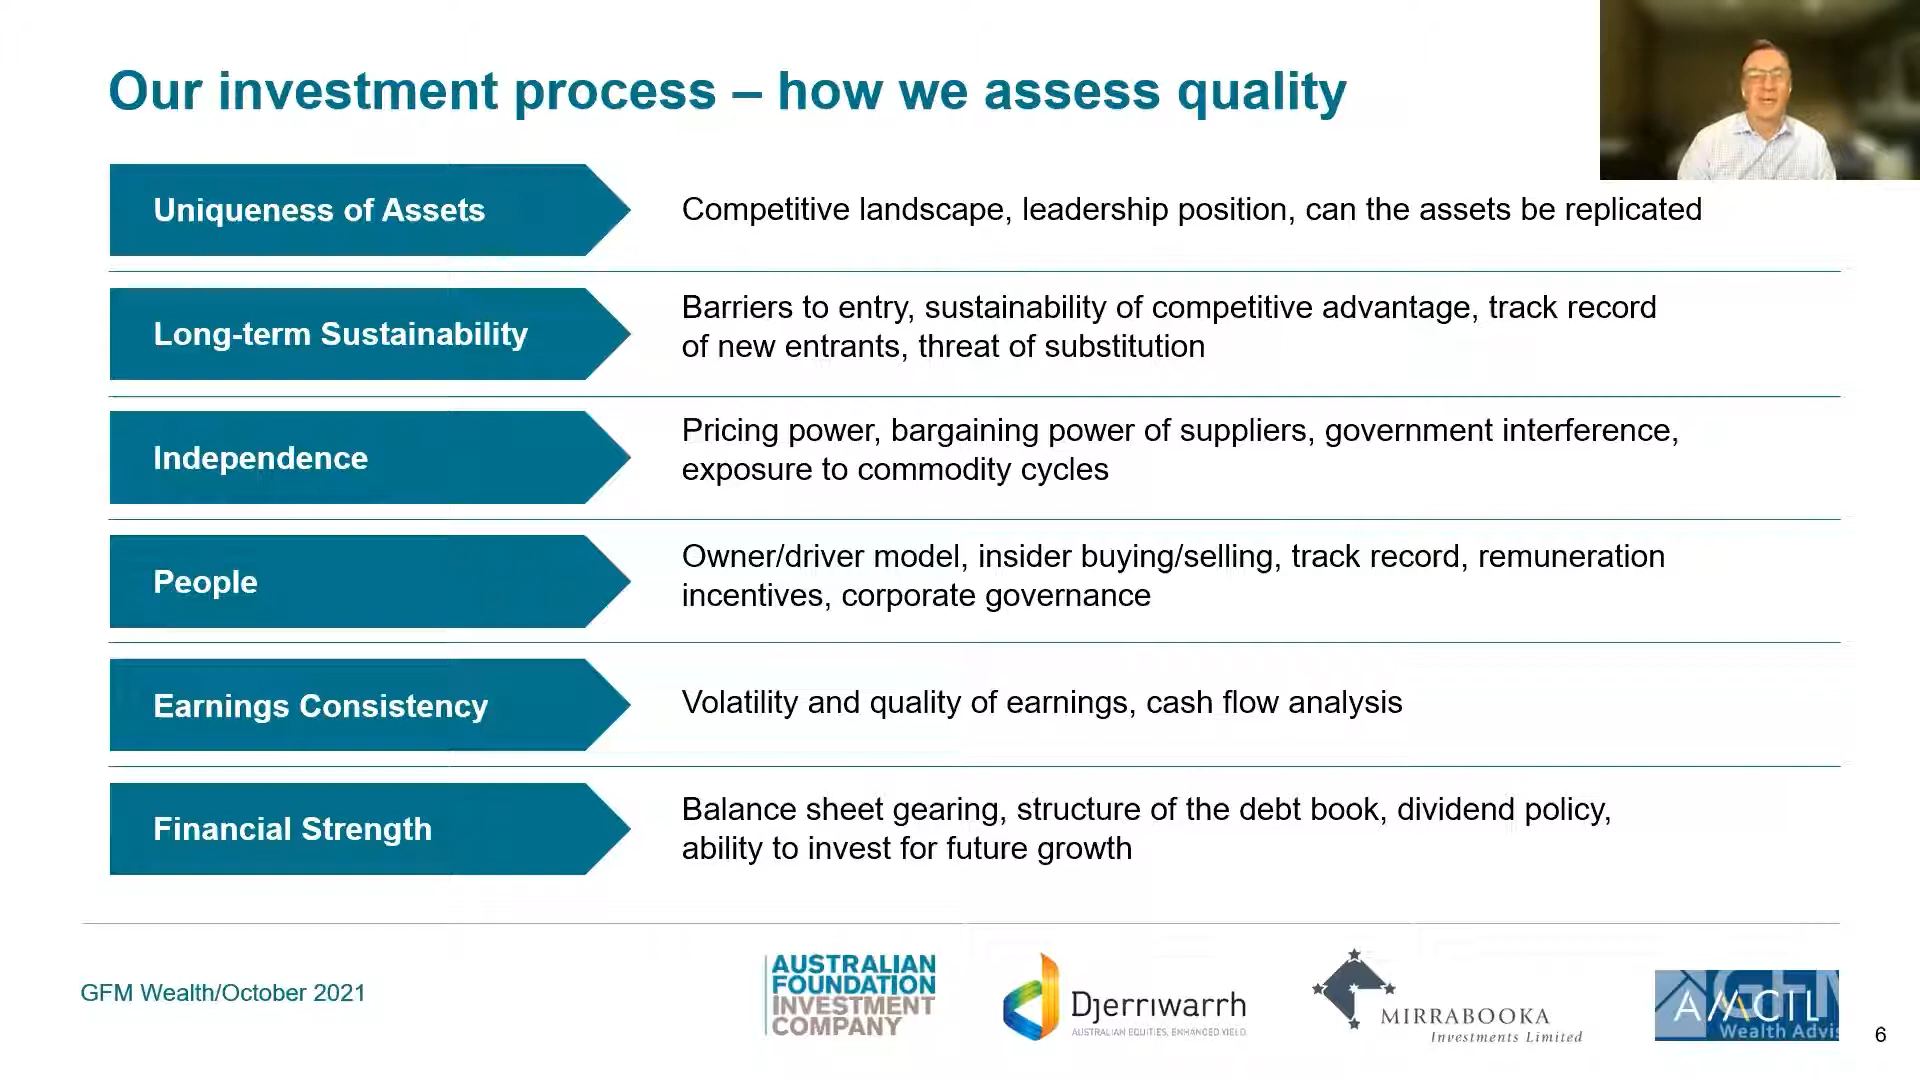 Our investment process – how we assess quality
Uniqueness of Assets
Competitive landscape, leadership position, can the assets be replicated
Long-term Sustainability
Barriers to entry, sustainability of competitive advantage, track record
of new entrants, threat of substitution
Independence
Pricing power, bargaining power of suppliers, government interference,
exposure to commodity cycles
People
Owner/driver model, insider buying/selling, track record, remuneration
incentives, corporate governance
Earnings Consistency
Volatility and quality of earnings, cash flow analysis
Financial Strength
Balance sheet gearing, structure of the debt book, dividend policy,
ability to invest for future growth
GFM Wealth/October 2021
AUSTRALIAN
FOUNDATION
INVESTMENT
COMPANY
Djerriwarrh
AUSTRALIAN EQUITIES, ENHANCED YIELD.
MIRRABOOKA
Investments Limited
AMCIL
Wealth Advis
6